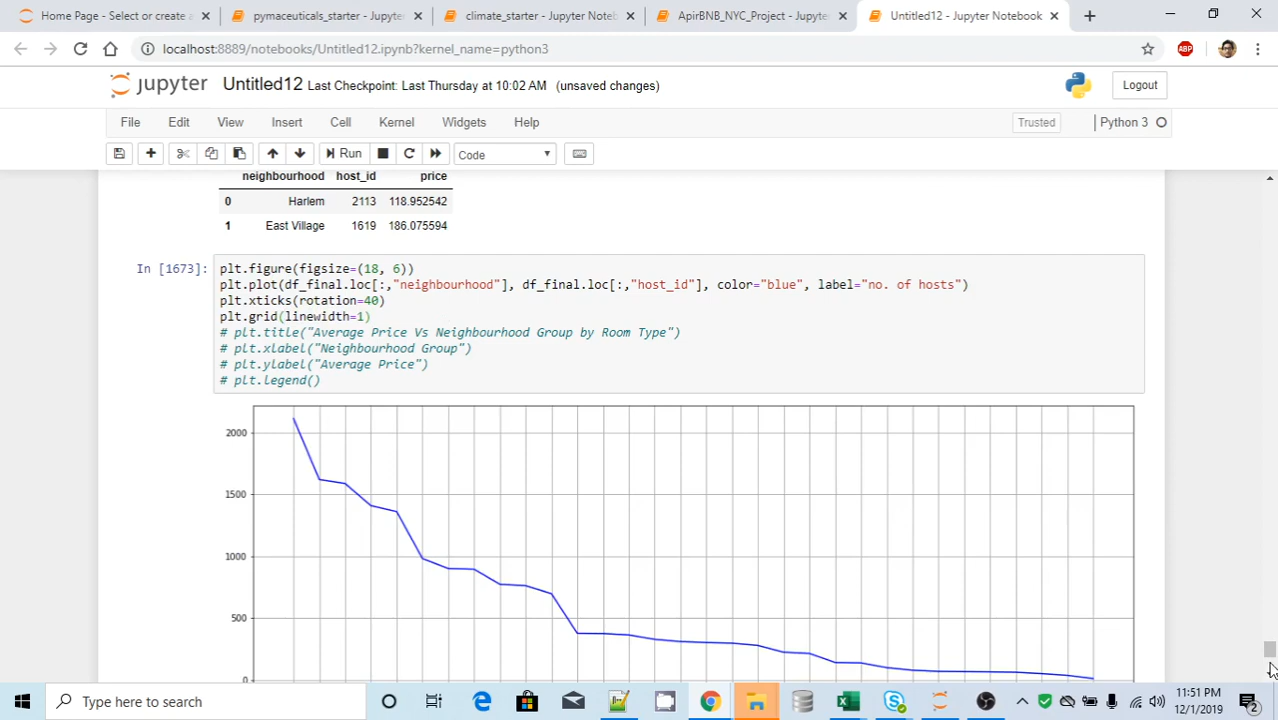 Home Page - Select or create a
pymaceuticals_starter - Jupyter
climate_starter - Jupyter Noteb
ApirBNB_NYC_Project - Jupyter
Untitled12 - Jupyter Notebook
localhost:8889/notebooks/Untitled12.ipynb?kernel_name=python3
ABP
jupyter Untitled12 Last Checkpoint: Last Thursday at 10:02 AM (unsaved changes)
Logout
File Edit View Insert Cell Kernel Widgets Help
Trusted
Python 3
Run
Code
neighbourhood host_id price
0 Harlem 2113 118.952542
1 East Village 1619 186.075594
In [1673]:
plt.figure(figsize=(18, 6))
plt.plot(df_final.loc[:,"neighbourhood"], df_final.loc[:,"host_id"], color="blue", label="no. of hosts")
plt.xticks(rotation=40)
plt.grid(linewidth=1)
# plt.title("Average Price Vs Neighbourhood Group by Room Type")
# plt.xlabel("Neighbourhood Group")
# plt.ylabel("Average Price")
# plt.legend()
2000
1500
1000
500
0
Type here to search
11:51 PM
12/1/2019
2